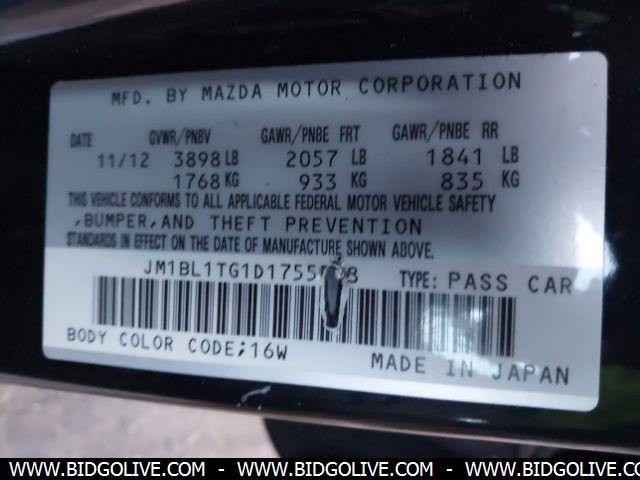 MFD. BY MAZDA MOTOR CORPORATION
DATE GVWR/PNBV GAWR/PNBE FRT GAWR/PNBE RR
11/12 3898 LB 2057 LB 1841 LB
1768 KG 933 KG 835 KG
THIS VEHICLE CONFORMS TO ALL APPLICABLE FEDERAL MOTOR VEHICLE SAFETY
,BUMPER,AND THEFT PREVENTION
STANDARDS IN EFFECT ON THE DATE OF MANUFACTURE SHOWN ABOVE.
TYPE: PASS CAR
BODY COLOR CODE;16W
MADE IN JAPAN
WWW.BIDGOLIVE.COM - WWW.BIDGOLIVE.COM - WWW.BIDGOLIVE.COM